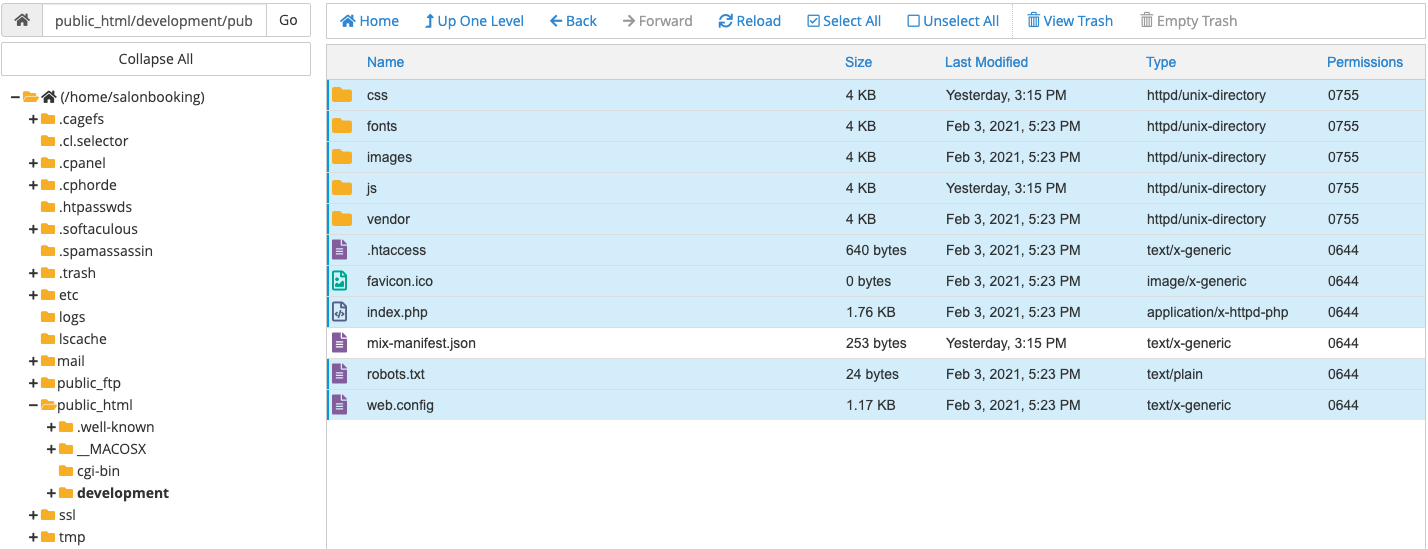 public_html/development/pub Go
Collapse All
(/home/salonbooking)
.cagefs
.cl.selector
.cpanel
.cphorde
.htpasswds
.softaculous
.spamassassin
.trash
etc
logs
lscache
mail
public_ftp
public_html
.well-known
__MACOSX
cgi-bin
development
ssl
tmp
Home Up One Level Back Forward Reload Select All Unselect All View Trash Empty Trash
Name Size Last Modified Type Permissions
css 4 KB Yesterday, 3:15 PM httpd/unix-directory 0755
fonts 4 KB Feb 3, 2021, 5:23 PM httpd/unix-directory 0755
images 4 KB Feb 3, 2021, 5:23 PM httpd/unix-directory 0755
js 4 KB Yesterday, 3:15 PM httpd/unix-directory 0755
vendor 4 KB Feb 3, 2021, 5:23 PM httpd/unix-directory 0755
.htaccess 640 bytes Feb 3, 2021, 5:23 PM text/x-generic 0644
favicon.ico 0 bytes Feb 3, 2021, 5:23 PM image/x-generic 0644
index.php 1.76 KB Feb 3, 2021, 5:23 PM application/x-httpd-php 0644
mix-manifest.json 253 bytes Yesterday, 3:15 PM text/x-generic 0644
robots.txt 24 bytes Feb 3, 2021, 5:23 PM text/plain 0644
web.config 1.17 KB Feb 3, 2021, 5:23 PM text/x-generic 0644